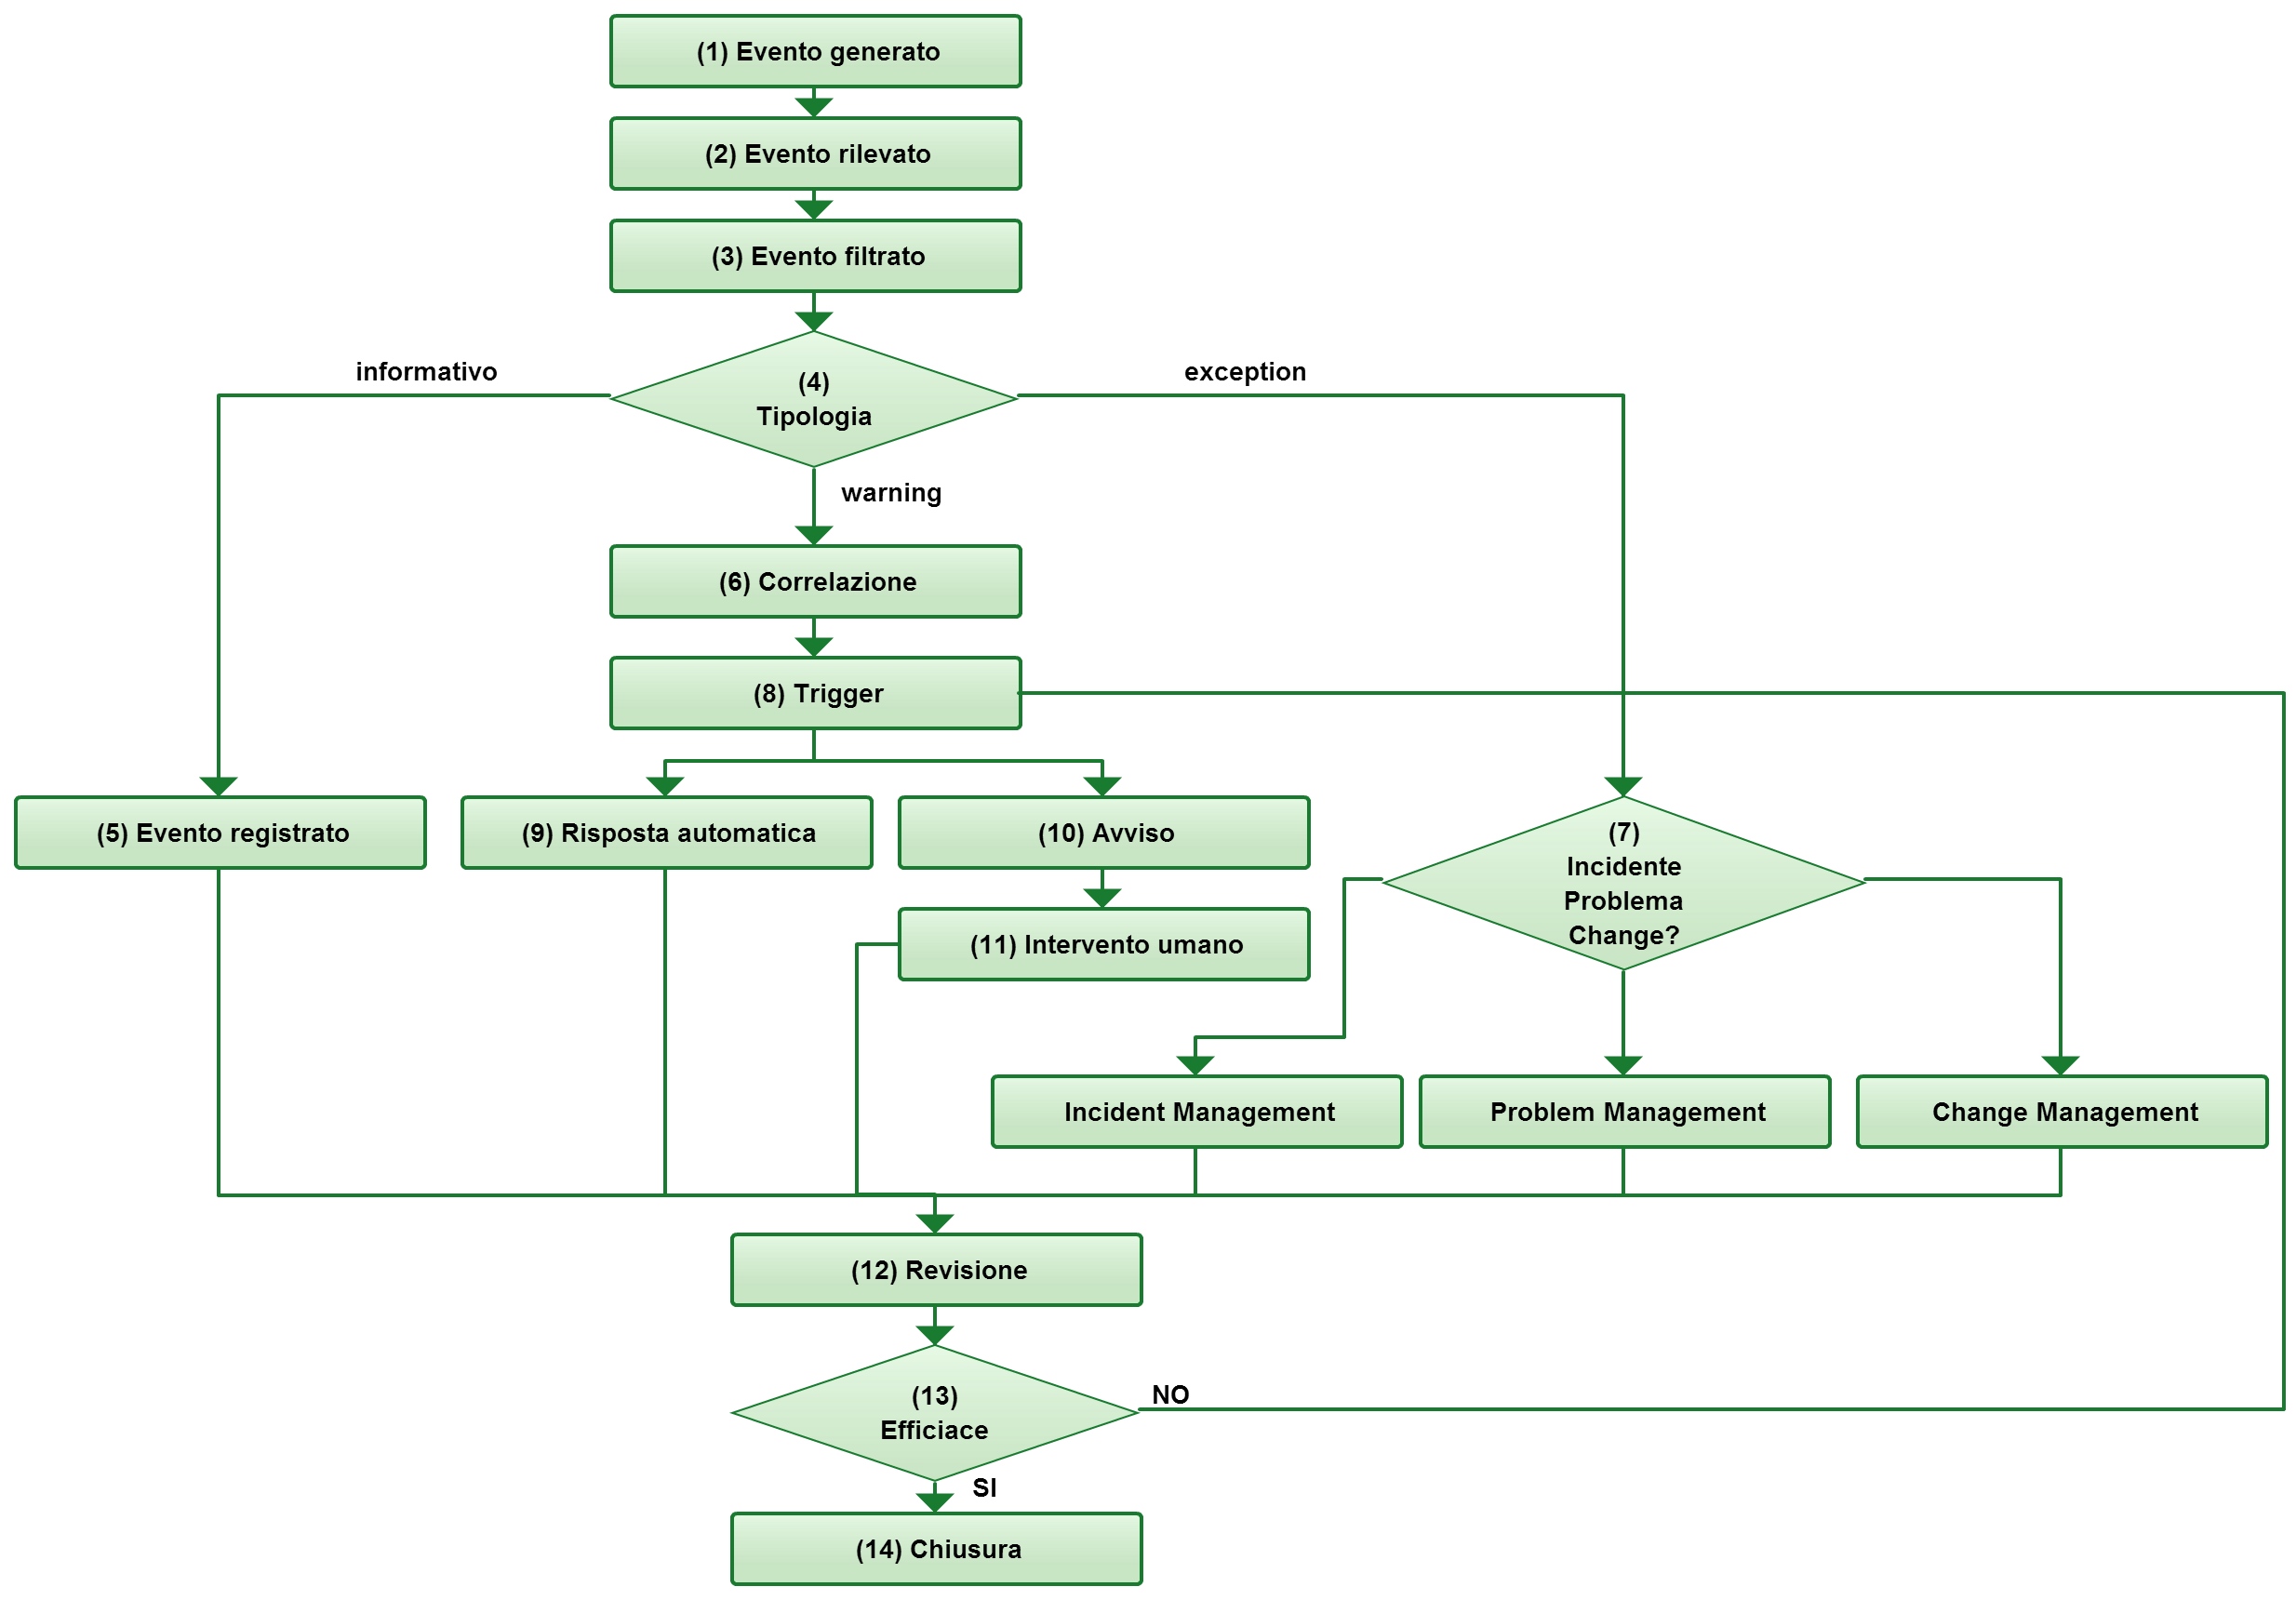 (1) Evento generato
(2) Evento rilevato
(3) Evento filtrato
informativo
exception
(4)
Tipologia
warning
(6) Correlazione
(8) Trigger
(5) Evento registrato
(9) Risposta automatica
(10) Avviso
(7)
Incidente
Problema
Change?
(11) Intervento umano
Incident Management
Problem Management
Change Management
(12) Revisione
(13)
Efficiace
NO
SI
(14) Chiusura